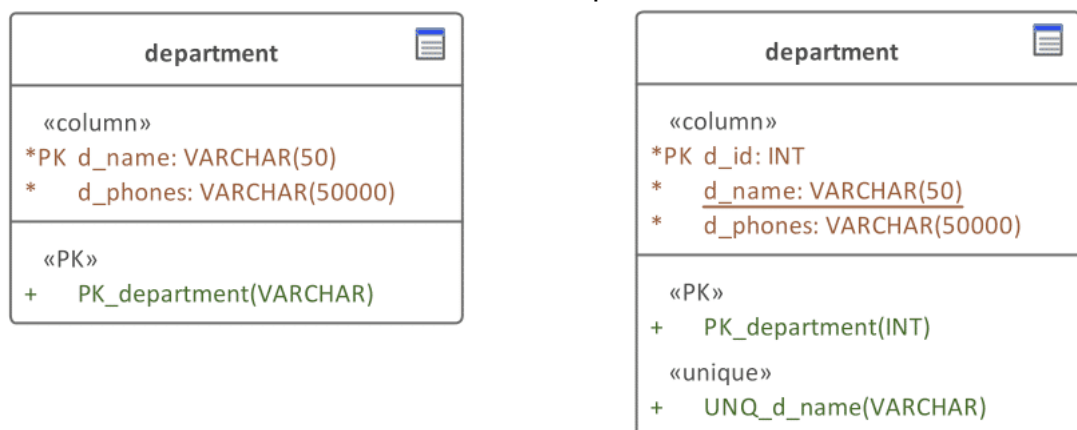 department
«column»
*PK d_name: VARCHAR(50)
* d_phones: VARCHAR(50000)
«PK»
+ PK_department(VARCHAR)
department
«column»
*PK d_id: INT
* d_name: VARCHAR(50)
* d_phones: VARCHAR(50000)
«PK»
+ PK_department(INT)
«unique»
+ UNQ_d_name(VARCHAR)